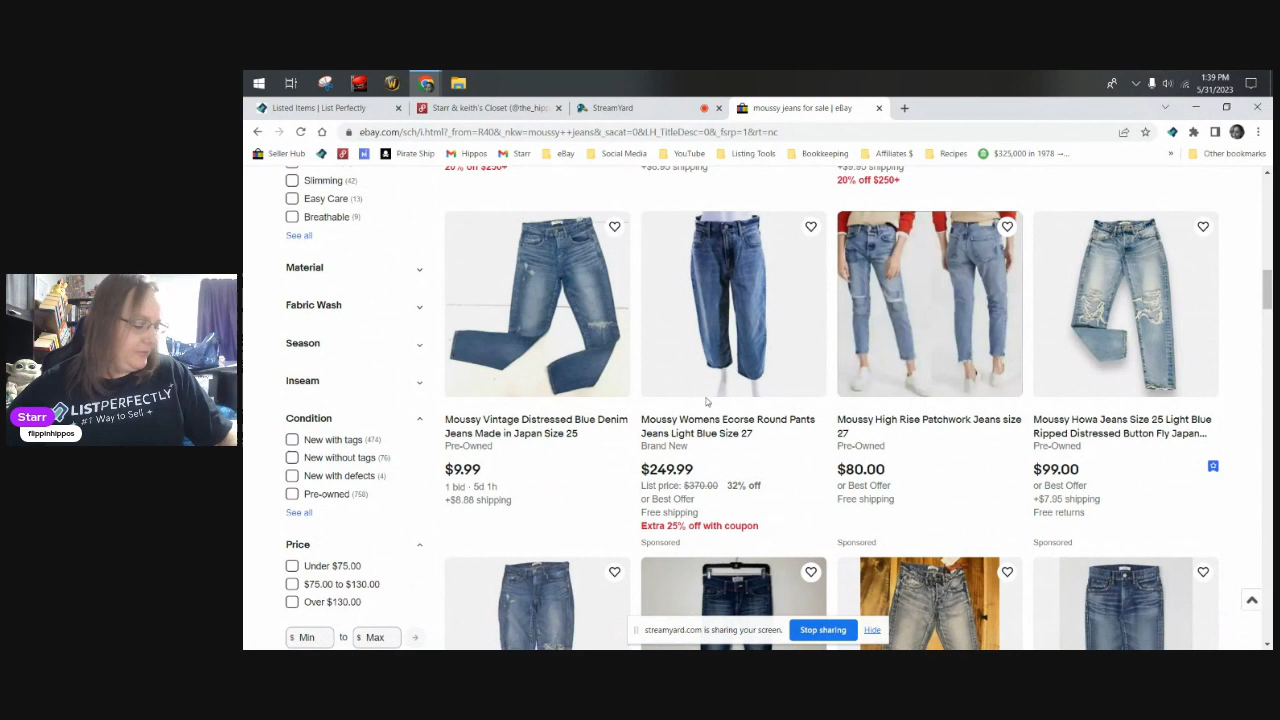 1:39 PM
5/31/2023
Listed Items | List Perfectly
Starr & keith's Closet (@the_hip
StreamYard
moussy jeans for sale | eBay
ebay.com/sch/i.html?_from=R40&_nkw=moussy++jeans&_sacat=0&LH_TitleDesc=0&_fsrp=1&rt=nc
Seller Hub
Pirate Ship
Hippos
Starr
eBay
Social Media
YouTube
Listing Tools
Bookkeeping
Affiliates $
Recipes
$325,000 in 1978 →...
Other bookmarks
20% off $250+
20% off $250+
Slimming (42)
Easy Care (13)
Breathable (9)
See all
Material
Fabric Wash
Season
Inseam
Condition
New with tags (474)
New without tags (76)
New with defects (4)
Pre-owned (758)
See all
Price
Under $75.00
$75.00 to $130.00
Over $130.00
$ Min to $ Max
Moussy Vintage Distressed Blue Denim
Jeans Made in Japan Size 25
Pre-Owned
$9.99
1 bid · 5d 1h
+$8.88 shipping
Moussy Womens Ecorse Round Pants
Jeans Light Blue Size 27
Brand New
$249.99
List price: $370.00 32% off
or Best Offer
Free shipping
Extra 25% off with coupon
Sponsored
Moussy High Rise Patchwork Jeans size
27
Pre-Owned
$80.00
or Best Offer
Free shipping
Sponsored
Moussy Howa Jeans Size 25 Light Blue
Ripped Distressed Button Fly Japan...
Pre-Owned
$99.00
or Best Offer
+$7.95 shipping
Free returns
Sponsored
streamyard.com is sharing your screen.
Stop sharing
Hide
LISTPERFECTLY
#1 Way to Sell
Starr
flippinhippos